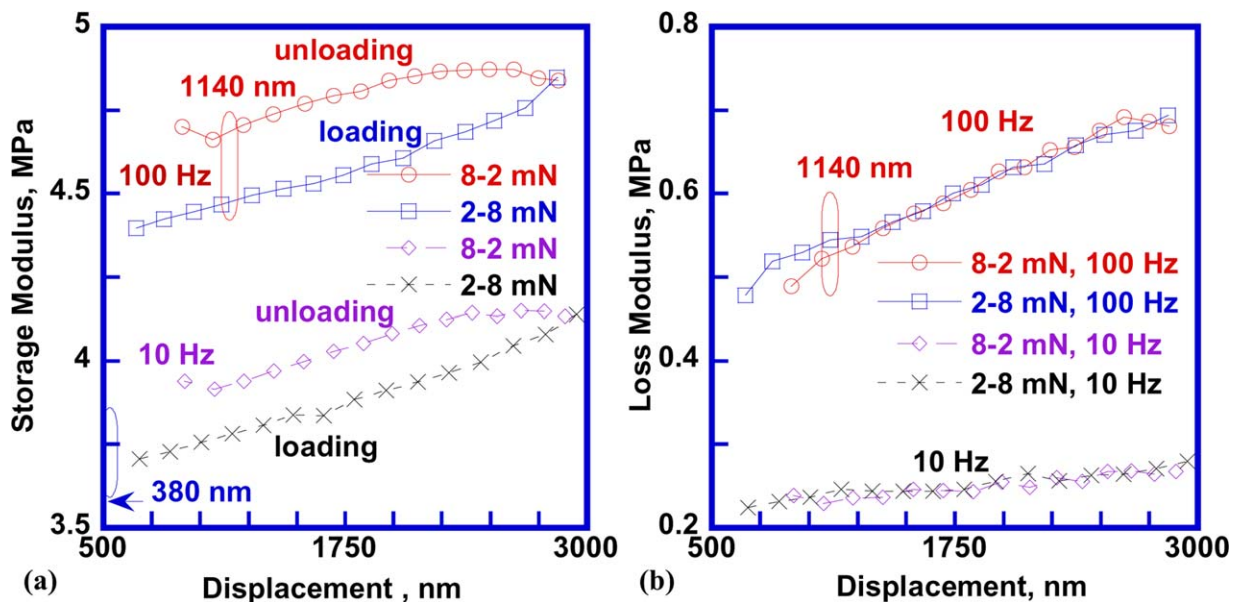 5
4.5
4
3.5
Storage Modulus, MPa
unloading
1140 nm
loading
100 Hz
8-2 mN
2-8 mN
8-2 mN
2-8 mN
unloading
10 Hz
loading
380 nm
500
1750
3000
(a)
Displacement , nm
0.8
0.6
0.4
0.2
Loss Modulus, MPa
100 Hz
1140 nm
8-2 mN, 100 Hz
2-8 mN, 100 Hz
8-2 mN, 10 Hz
2-8 mN, 10 Hz
10 Hz
500
1750
3000
(b)
Displacement, nm